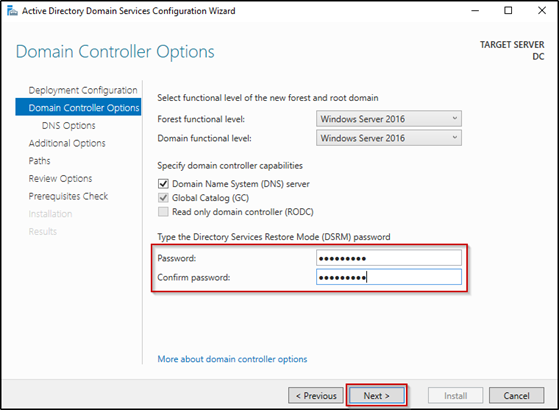 Active Directory Domain Services Configuration Wizard
Domain Controller Options
TARGET SERVER
DC
Deployment Configuration
Domain Controller Options
DNS Options
Additional Options
Paths
Review Options
Prerequisites Check
Installation
Results
Select functional level of the new forest and root domain
Forest functional level: Windows Server 2016
Domain functional level: Windows Server 2016
Specify domain controller capabilities
Domain Name System (DNS) server
Global Catalog (GC)
Read only domain controller (RODC)
Type the Directory Services Restore Mode (DSRM) password
Password: ●●●●●●●●●
Confirm password: ●●●●●●●●●
More about domain controller options
< Previous Next > Install Cancel